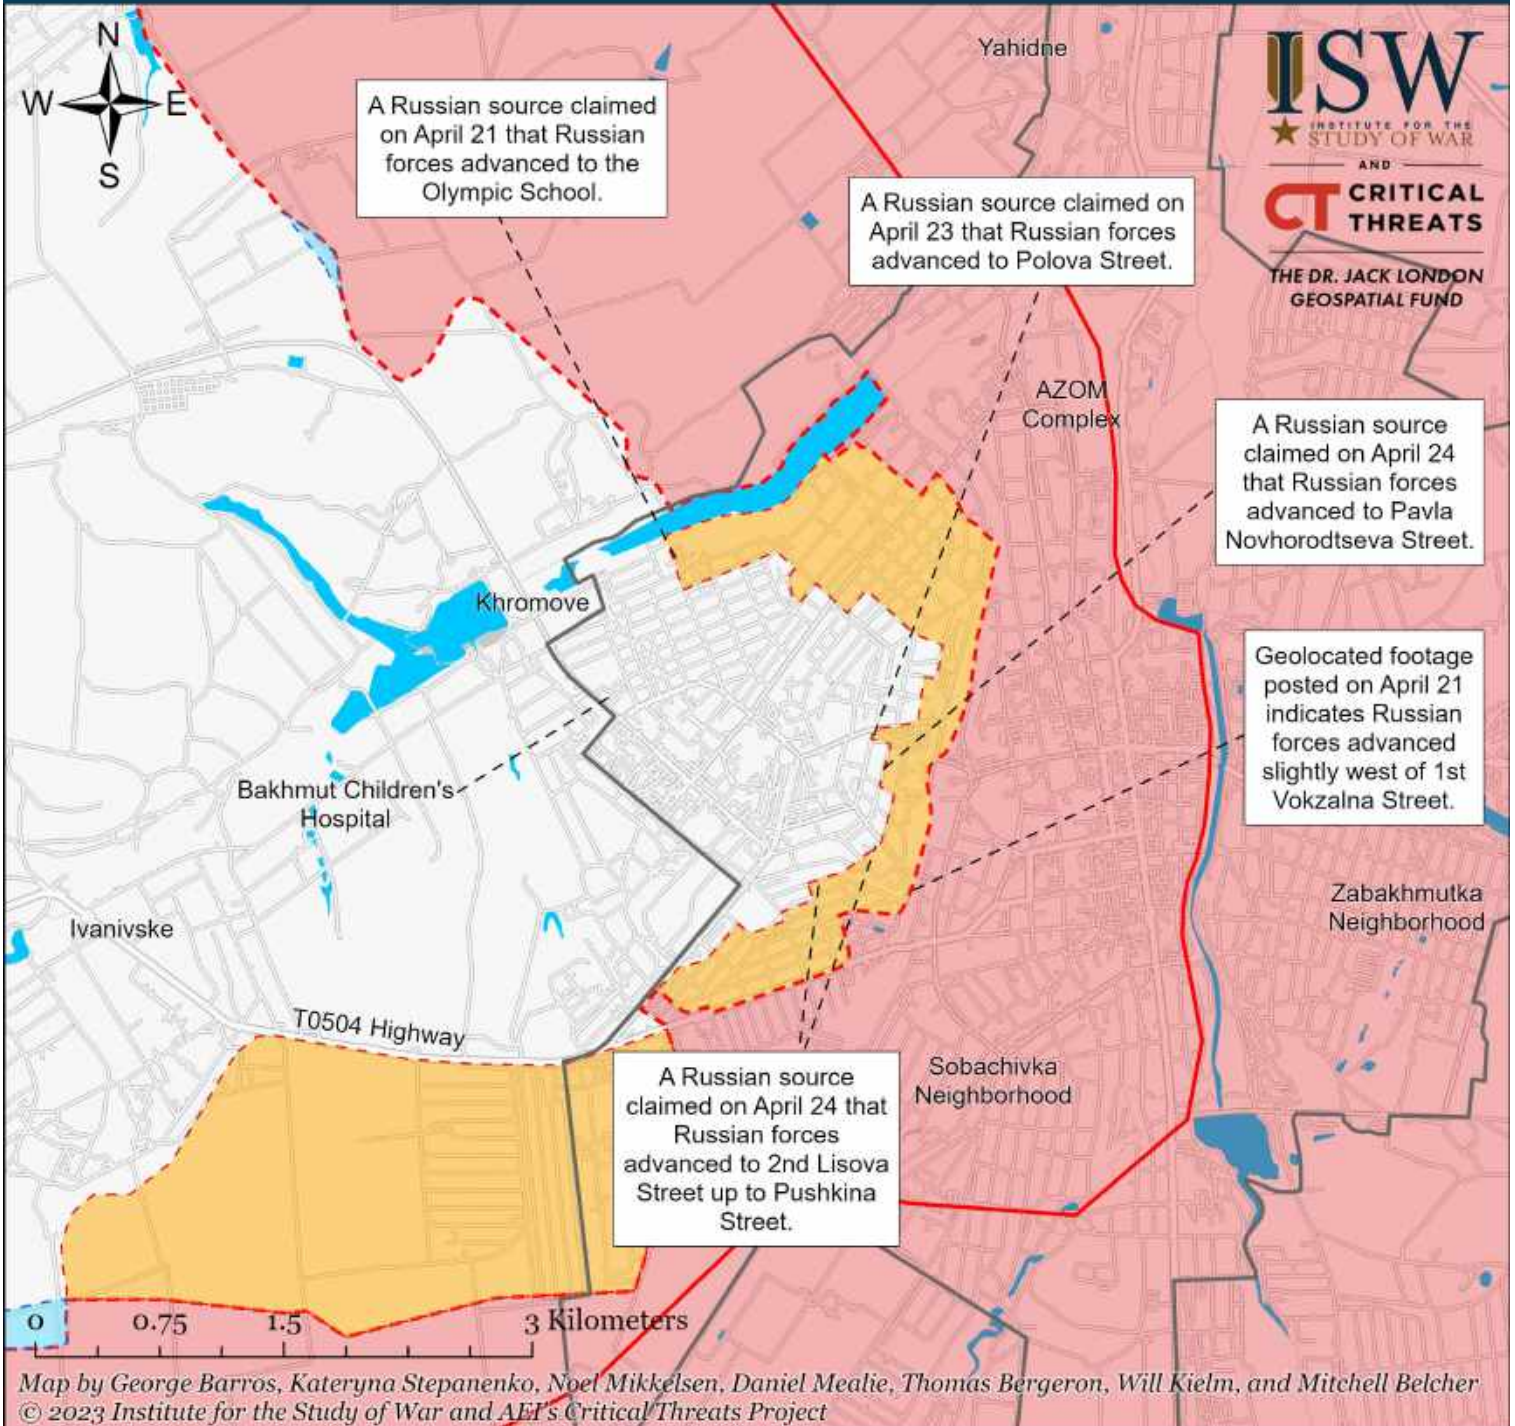 N
W
E
S
Yahidne
ISW
INSTITUTE FOR THE
STUDY OF WAR
AND
CT CRITICAL
THREATS
THE DR. JACK LONDON
GEOSPATIAL FUND
A Russian source claimed
on April 21 that Russian
forces advanced to the
Olympic School.
A Russian source claimed on
April 23 that Russian forces
advanced to Polova Street.
AZOM
Complex
A Russian source
claimed on April 24
that Russian forces
advanced to Pavla
Novhorodtseva Street.
Khromove
Geolocated footage
posted on April 21
indicates Russian
forces advanced
slightly west of 1st
Vokzalna Street.
Bakhmut Children's
Hospital
Zabakhmutka
Neighborhood
Ivanivske
T0504 Highway
Sobachivka
Neighborhood
A Russian source
claimed on April 24 that
Russian forces
advanced to 2nd Lisova
Street up to Pushkina
Street.
0 0.75 1.5 3 Kilometers
Map by George Barros, Kateryna Stepanenko, Noel Mikkelsen, Daniel Mealie, Thomas Bergeron, Will Kielm, and Mitchell Belcher
© 2023 Institute for the Study of War and AEI's Critical Threats Project